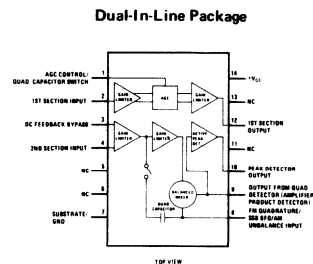 Dual-In-Line Package
AGC CONTROL/
QUAD CAPACITOR SWITCH
1
1ST SECTION INPUT
2
DC FEEDBACK BYPASS
3
2ND SECTION INPUT
4
NC
5
NC
6
SUBSTRATE/
GND
7
GAIN
LIMITER
AGC
GAIN
LIMITER
GAIN
LIMITER
GAIN
LIMITER
ACTIVE
PEAK
DET
BALANCED
MIXER
QUAD
CAPACITOR
14
+VCC
13
NC
12
1ST SECTION
OUTPUT
11
NC
10
PEAK DETECTOR
OUTPUT
9
OUTPUT FROM QUAD
DETECTOR/(AMPLIFIER
PRODUCT DETECTOR)
8
FM QUADRATURE/
SSB BFO/AM
UNBALANCE INPUT
TOP VIEW